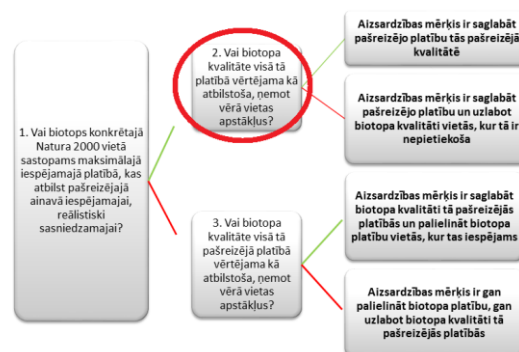 1. Vai biotops konkrētajā
Natura 2000 vietā
sastopams maksimālajā
iespējamajā platībā, kas
atbilst pašreizējajā
ainavā iespējamajai,
reālistiski
sasniedzamajai?
2. Vai biotopa
kvalitāte visā tā
platībā vērtējama kā
atbilstoša, ņemot
vērā vietas
apstākļus?
3. Vai biotopa
kvalitāte visā tā
pašreizējā platībā
vērtējama kā
atbilstoša, ņemot
vērā vietas
apstākļus?
Aizsardzības mērķis ir saglabāt
pašreizējo platību tās pašreizējā
kvalitātē
Aizsardzības mērķis ir saglabāt
pašreizējo platību un uzlabot
biotopa kvalitāti vietās, kur tā ir
nepietiekoša
Aizsardzības mērķis ir saglabāt
biotopa kvalitāti tā pašreizējās
platībās un palielināt biotopa
platību vietās, kur tas iespējams
Aizsardzības mērķis ir gan
palielināt biotopa platību, gan
uzlabot biotopa kvalitāti tā
pašreizējās platībās